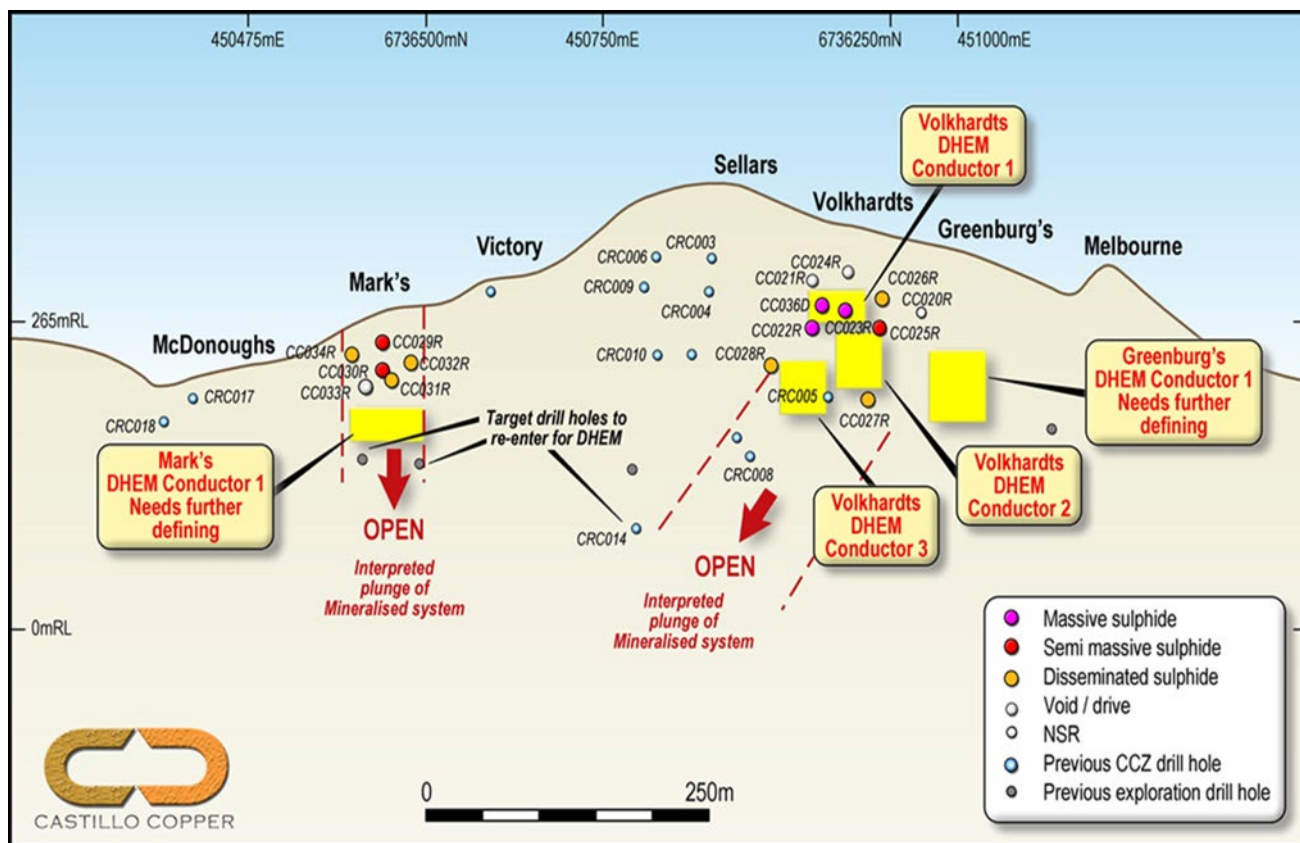 450475mE
6736500mN
450750mE
6736250mN
451000mE
Volkhardts
DHEM
Conductor 1
Sellars
Volkhardts
Greenburg's
Melbourne
Victory
Mark's
McDonoughs
265mRL
0mRL
CRC006
CRC003
CRC009
CRC004
CRC010
CC024R
CC021R
CC026R
CC036D
CC020R
CC022R
CC023R
CC025R
CC028R
CRC005
CC027R
CRC008
CC029R
CC034R
CC032R
CC030R
CC033R
CC031R
CRC017
CRC018
CRC014
Target drill holes to
re-enter for DHEM
Mark's
DHEM Conductor 1
Needs further
defining
Greenburg's
DHEM Conductor 1
Needs further
defining
Volkhardts
DHEM
Conductor 2
Volkhardts
DHEM
Conductor 3
OPEN
Interpreted
plunge of
Mineralised system
OPEN
Interpreted
plunge of
Mineralised system
Massive sulphide
Semi massive sulphide
Disseminated sulphide
Void / drive
NSR
Previous CCZ drill hole
Previous exploration drill hole
CASTILLO COPPER
0
250m